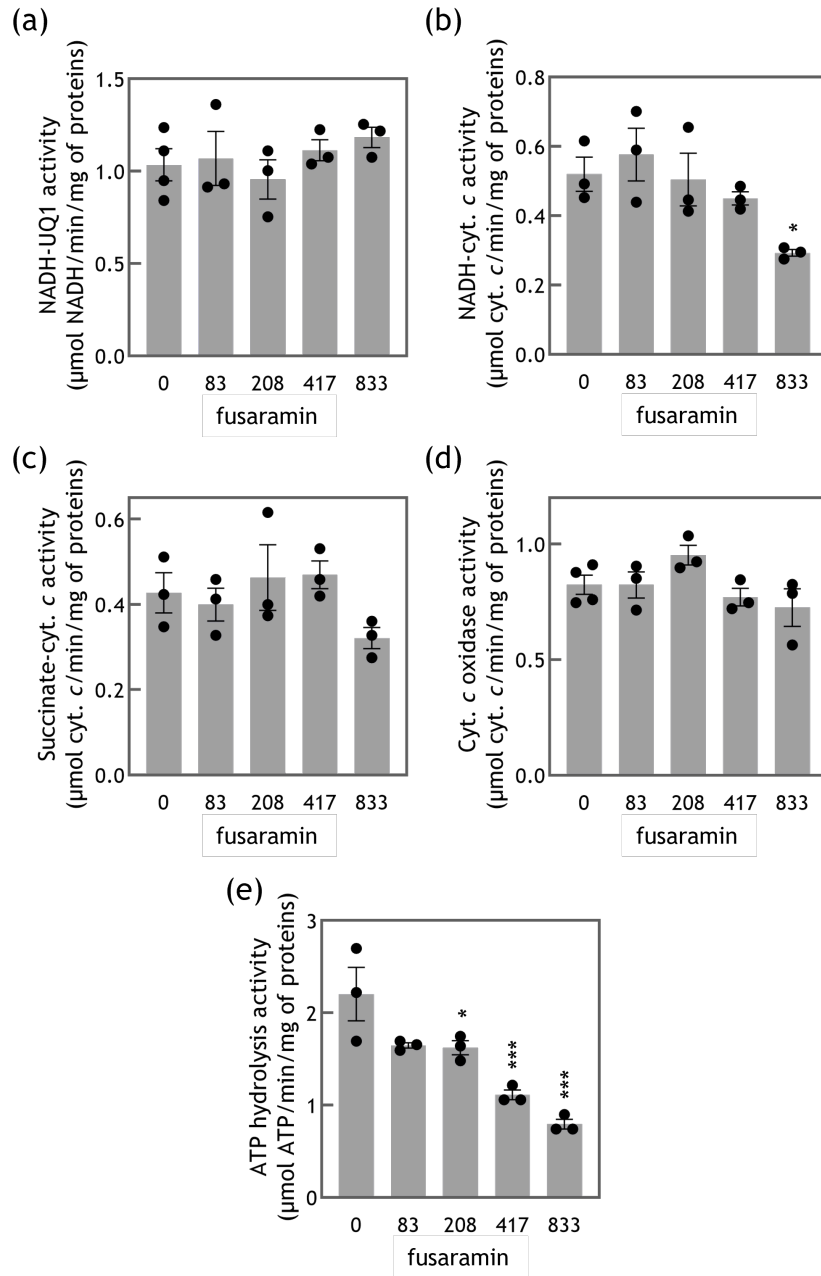 (a)
NADH-UQ1 activity
(μmol NADH/min/mg of proteins)
1.5
1.0
0.5
0.0
0 83 208 417 833
fusaramin
(b)
NADH-cyt. c activity
(μmol cyt. c/min/mg of proteins)
0.8
0.6
0.4
0.2
0.0
*
0 83 208 417 833
fusaramin
(c)
Succinate-cyt. c activity
(μmol cyt. c/min/mg of proteins)
0.6
0.4
0.2
0.0
0 83 208 417 833
fusaramin
(d)
Cyt. c oxidase activity
(μmol cyt. c/min/mg of proteins)
1.0
0.5
0.0
0 83 208 417 833
fusaramin
(e)
ATP hydrolysis activity
(μmol ATP/min/mg of proteins)
3
2
1
0
* *** ***
0 83 208 417 833
fusaramin